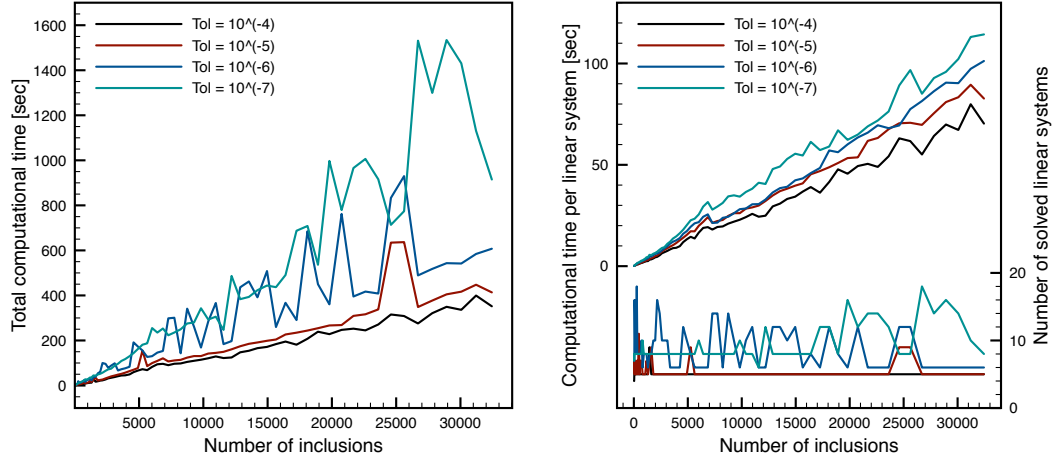 Total computational time [sec]
1600
1400
1200
1000
800
600
400
200
0
Tol = 10^(-4)
Tol = 10^(-5)
Tol = 10^(-6)
Tol = 10^(-7)
5000 10000 15000 20000 25000 30000
Number of inclusions
Computational time per linear system [sec]
100
50
0
Tol = 10^(-4)
Tol = 10^(-5)
Tol = 10^(-6)
Tol = 10^(-7)
20
10
0
Number of solved linear systems
0 5000 10000 15000 20000 25000 30000
Number of inclusions